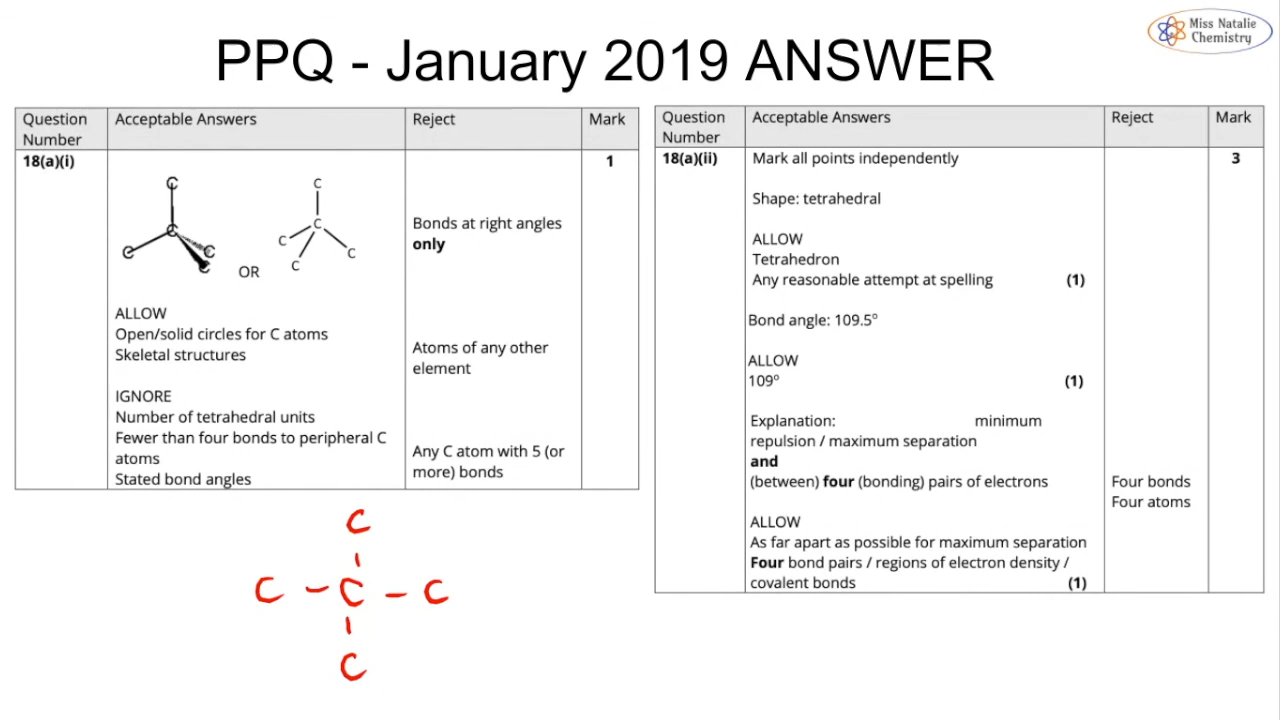 Miss Natalie
Chemistry
PPQ - January 2019 ANSWER
Question
Number
Acceptable Answers
Reject
Mark
18(a)(i)
1
C
C
C
C
C
OR
C
C
C
C
C
Bonds at right angles
only
ALLOW
Open/solid circles for C atoms
Skeletal structures
Atoms of any other
element
IGNORE
Number of tetrahedral units
Fewer than four bonds to peripheral C
atoms
Stated bond angles
Any C atom with 5 (or
more) bonds
Question
Number
Acceptable Answers
Reject
Mark
18(a)(ii)
Mark all points independently
3
Shape: tetrahedral
ALLOW
Tetrahedron
Any reasonable attempt at spelling (1)
Bond angle: 109.5°
ALLOW
109° (1)
Explanation: minimum
repulsion / maximum separation
and
(between) four (bonding) pairs of electrons
Four bonds
Four atoms
ALLOW
As far apart as possible for maximum separation
Four bond pairs / regions of electron density /
covalent bonds (1)
C
C - C - C
C